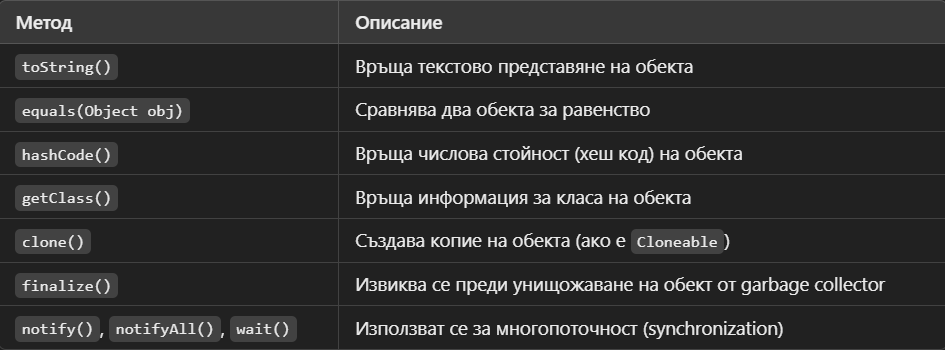 Метод Описание
toString() Връща текстово представяне на обекта
equals(Object obj) Сравнява два обекта за равенство
hashCode() Връща числова стойност (хеш код) на обекта
getClass() Връща информация за класа на обекта
clone() Създава копие на обекта (ако е Cloneable)
finalize() Извиква се преди унищожаване на обект от garbage collector
notify(), notifyAll(), wait() Използват се за многопоточност (synchronization)